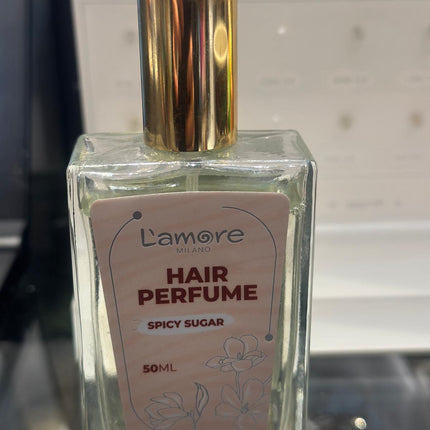 L'amore
MILANO
HAIR
PERFUME
SPICY SUGAR
50ML